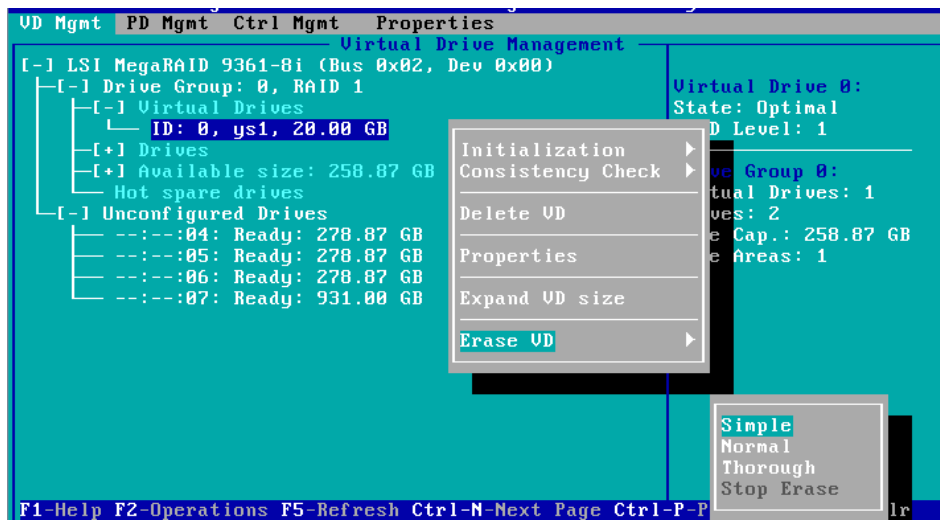 VD Mgmt PD Mgmt Ctrl Mgmt Properties
Virtual Drive Management
[-] LSI MegaRAID 9361-8i (Bus 0x02, Dev 0x00)
[-] Drive Group: 0, RAID 1
[-] Virtual Drives
ID: 0, ys1, 20.00 GB
[+] Drives
[+] Available size: 258.87 GB
Hot spare drives
[-] Unconfigured Drives
--:--:04: Ready: 278.87 GB
--:--:05: Ready: 278.87 GB
--:--:06: Ready: 278.87 GB
--:--:07: Ready: 931.00 GB
Initialization
Consistency Check
Delete VD
Properties
Expand VD size
Erase VD
Simple
Normal
Thorough
Stop Erase
Virtual Drive 0:
State: Optimal
D Level: 1
ve Group 0:
tual Drives: 1
ves: 2
e Cap.: 258.87 GB
e Areas: 1
F1-Help F2-Operations F5-Refresh Ctrl-N-Next Page Ctrl-P-P lr